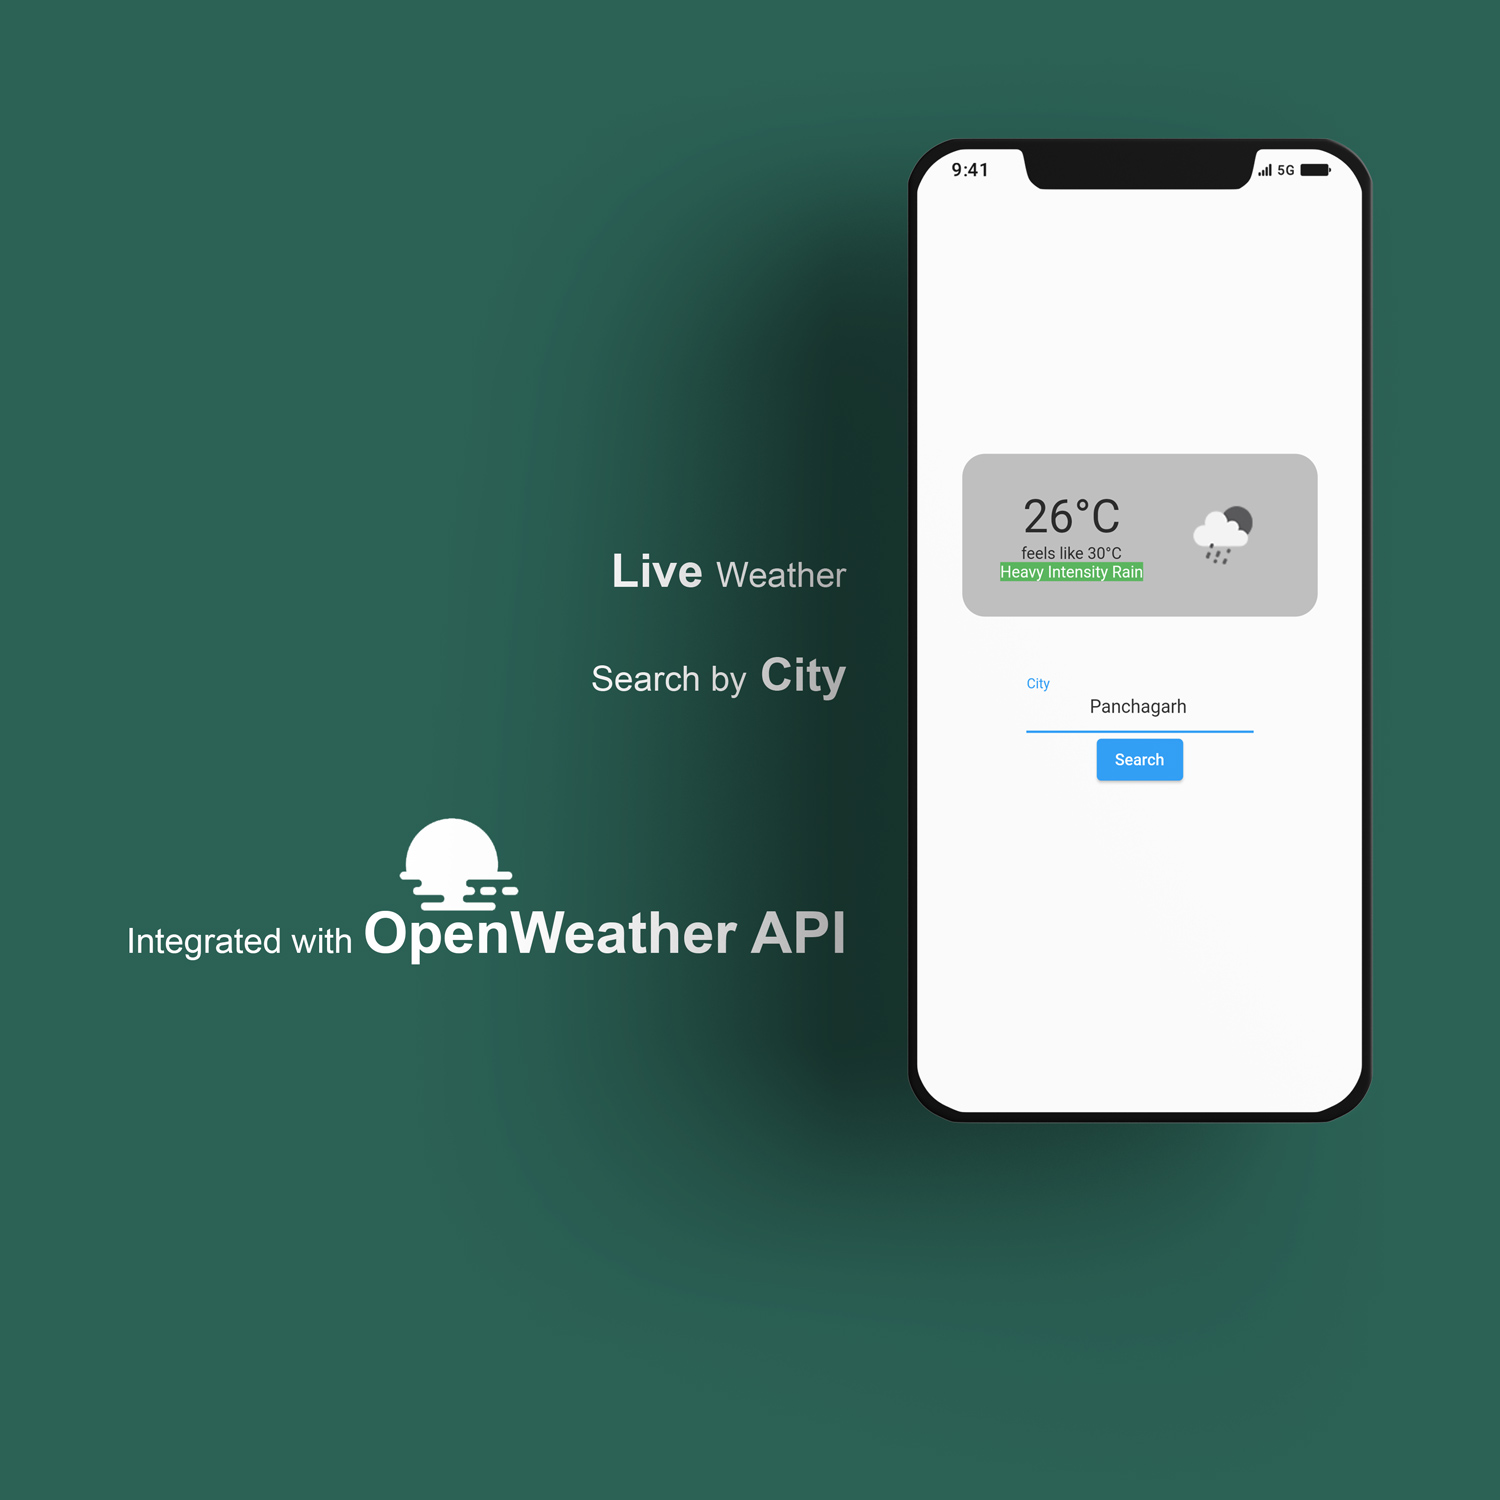 Live Weather
Search by City
Integrated with OpenWeather API
9:41
5G
26°C
feels like 30°C
Heavy Intensity Rain
City
Panchagarh
Search